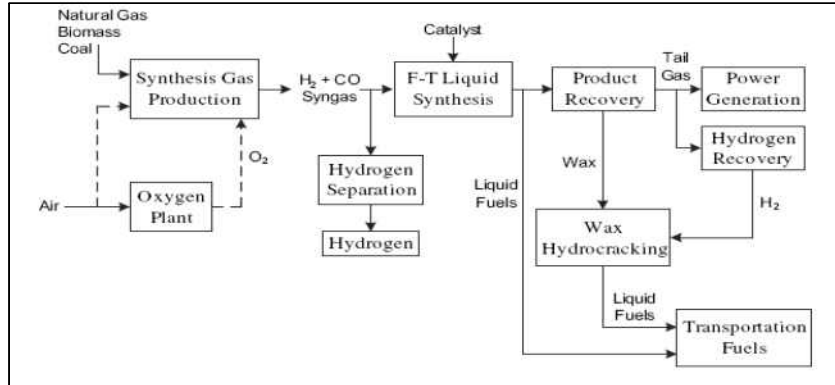 Natural Gas
Biomass
Coal
Synthesis Gas
Production
Air
Oxygen
Plant
O₂
H₂ + CO
Syngas
Hydrogen
Separation
Hydrogen
Catalyst
F-T Liquid
Synthesis
Liquid
Fuels
Product
Recovery
Wax
Tail
Gas
Power
Generation
Hydrogen
Recovery
H₂
Wax
Hydrocracking
Liquid
Fuels
Transportation
Fuels